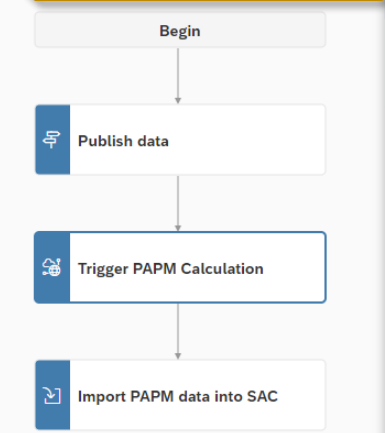 Begin
Publish data
Trigger PAPM Calculation
Import PAPM data into SAC